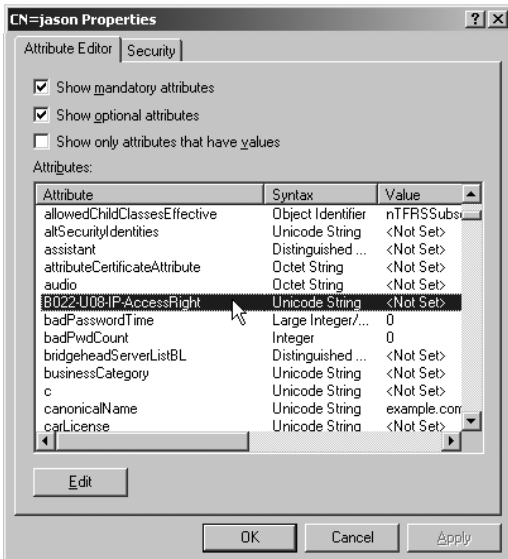 CN=jason Properties
Attribute Editor Security
Show mandatory attributes
Show optional attributes
Show only attributes that have values
Attributes:
Attribute Syntax Value
allowedChildClassesEffective Object Identifier nTFRSSubs
altSecurityIdentities Unicode String <Not Set>
assistant Distinguished ... <Not Set>
attributeCertificateAttribute Octet String <Not Set>
audio Octet String <Not Set>
B022-U08-IP-AccessRight Unicode String <Not Set>
badPasswordTime Large Integer/... 0
badPwdCount Integer 0
bridgeheadServerListBL Distinguished ... <Not Set>
businessCategory Unicode String <Not Set>
c Unicode String <Not Set>
canonicalName Unicode String example.com
carLicense Unicode String <Not Set>
Edit
OK Cancel Apply